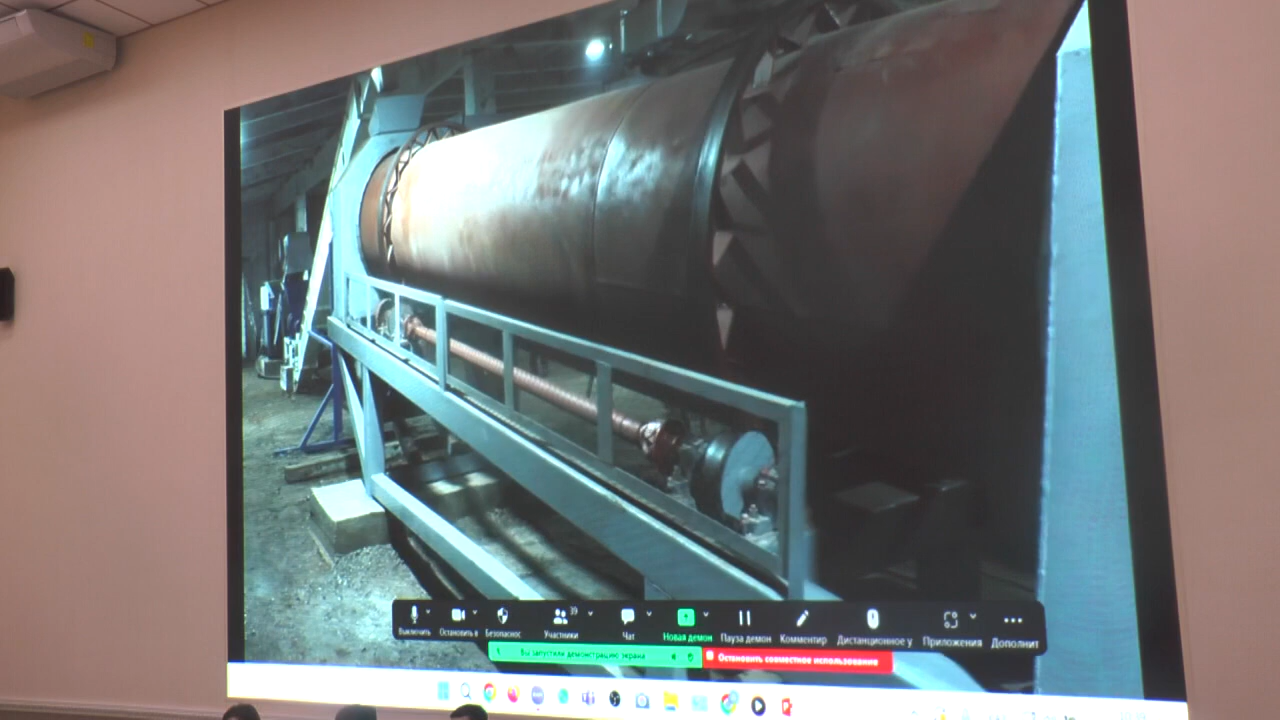 Выключить Остановить в Безопаснос Участники 39 Чат Новая демон Пауза демон Комментир Дистанционное у Приложения Дополнит
Вы запустили демонстрацию экрана Остановить совместное использование